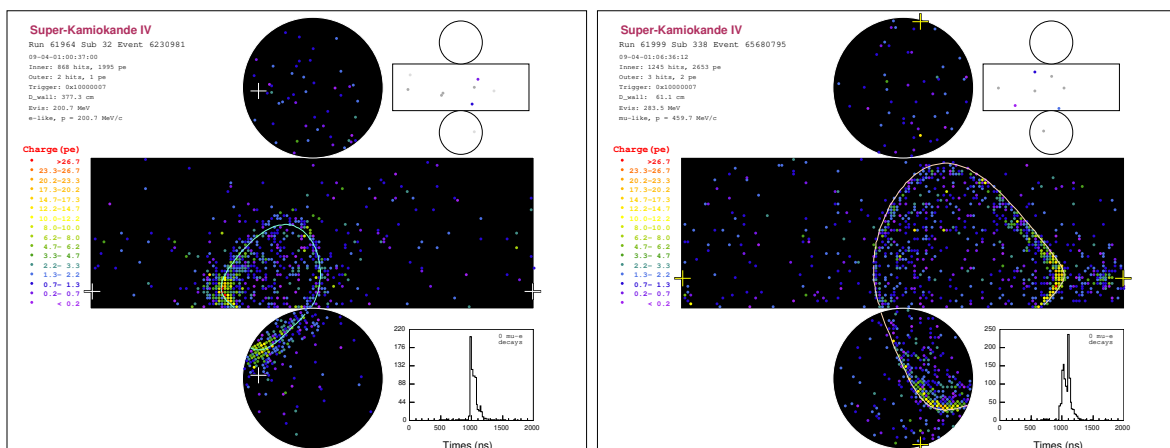 Super-Kamiokande IV
Run 61964 Sub 32 Event 6230981
09-04-01:00:37:00
Inner: 868 hits, 1995 pe
Outer: 2 hits, 1 pe
Trigger: 0x10000007
D_wall: 377.3 cm
Evis: 200.7 MeV
e-like, p = 200.7 MeV/c
Charge(pe)
>26.7
23.3-26.7
20.2-23.3
17.3-20.2
14.7-17.3
12.2-14.7
10.0-12.2
8.0-10.0
6.2- 8.0
4.7- 6.2
3.3- 4.7
2.2- 3.3
1.3- 2.2
0.7- 1.3
0.2- 0.7
< 0.2
0 mu-e
decays
220
176
132
88
44
0
0 500 1000 1500 2000
Times (ns)
Super-Kamiokande IV
Run 61999 Sub 338 Event 65680795
09-04-01:06:36:12
Inner: 1245 hits, 2653 pe
Outer: 3 hits, 2 pe
Trigger: 0x10000007
D_wall: 61.1 cm
Evis: 283.5 MeV
mu-like, p = 459.7 MeV/c
Charge(pe)
>26.7
23.3-26.7
20.2-23.3
17.3-20.2
14.7-17.3
12.2-14.7
10.0-12.2
8.0-10.0
6.2- 8.0
4.7- 6.2
3.3- 4.7
2.2- 3.3
1.3- 2.2
0.7- 1.3
0.2- 0.7
< 0.2
0 mu-e
decays
250
200
150
100
50
0
0 500 1000 1500 2000
Times (ns)